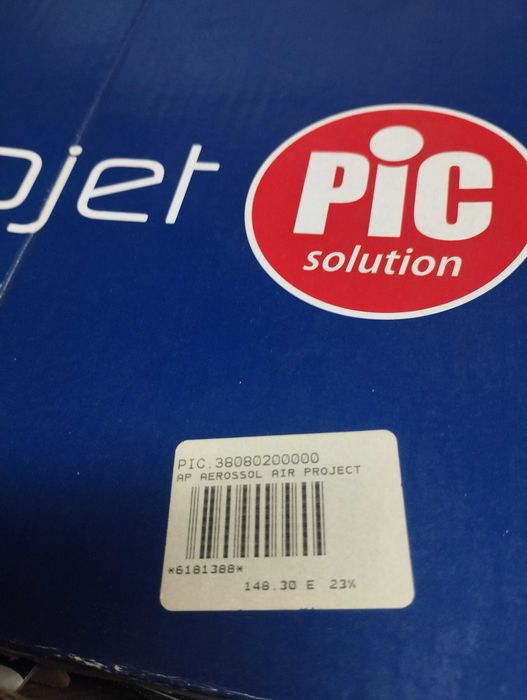 ojet
PiC
solution
PIC.38080200000
AP AEROSSOL AIR PROJECT
*6181388*
148.30 E 23%